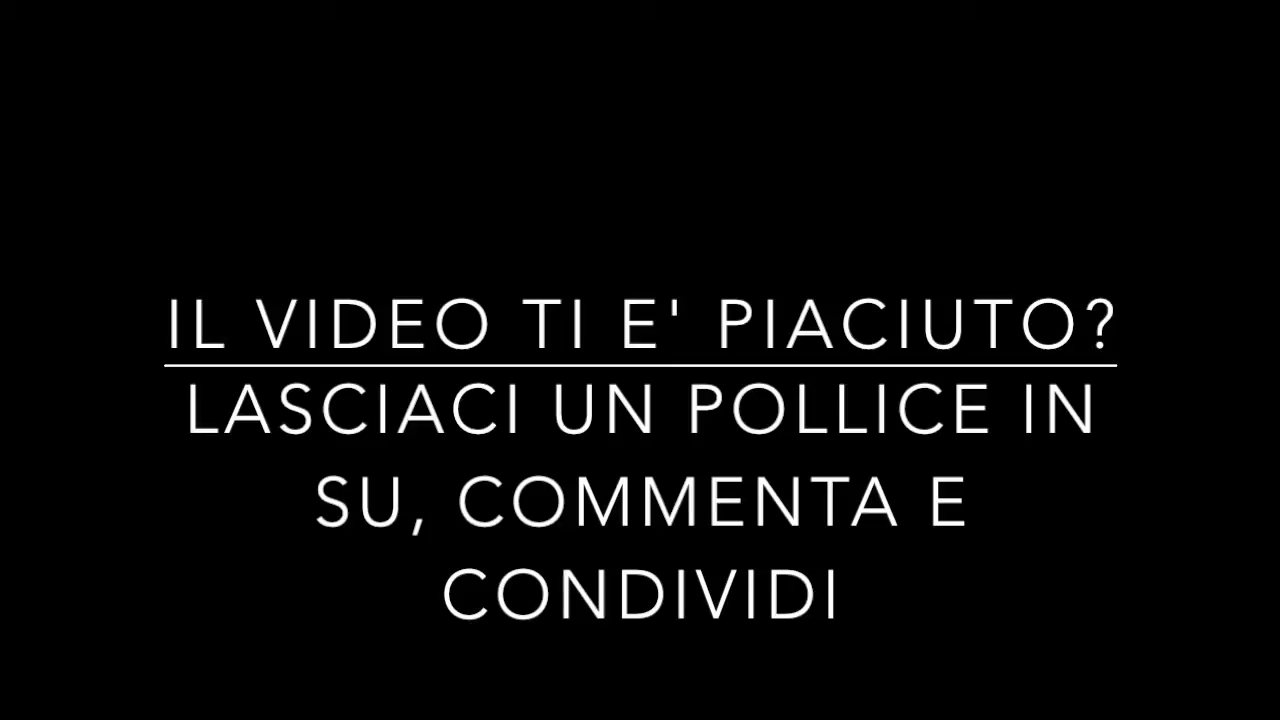 IL VIDEO TI E' PIACIUTO?
LASCIACI UN POLLICE IN
SU, COMMENTA E
CONDIVIDI